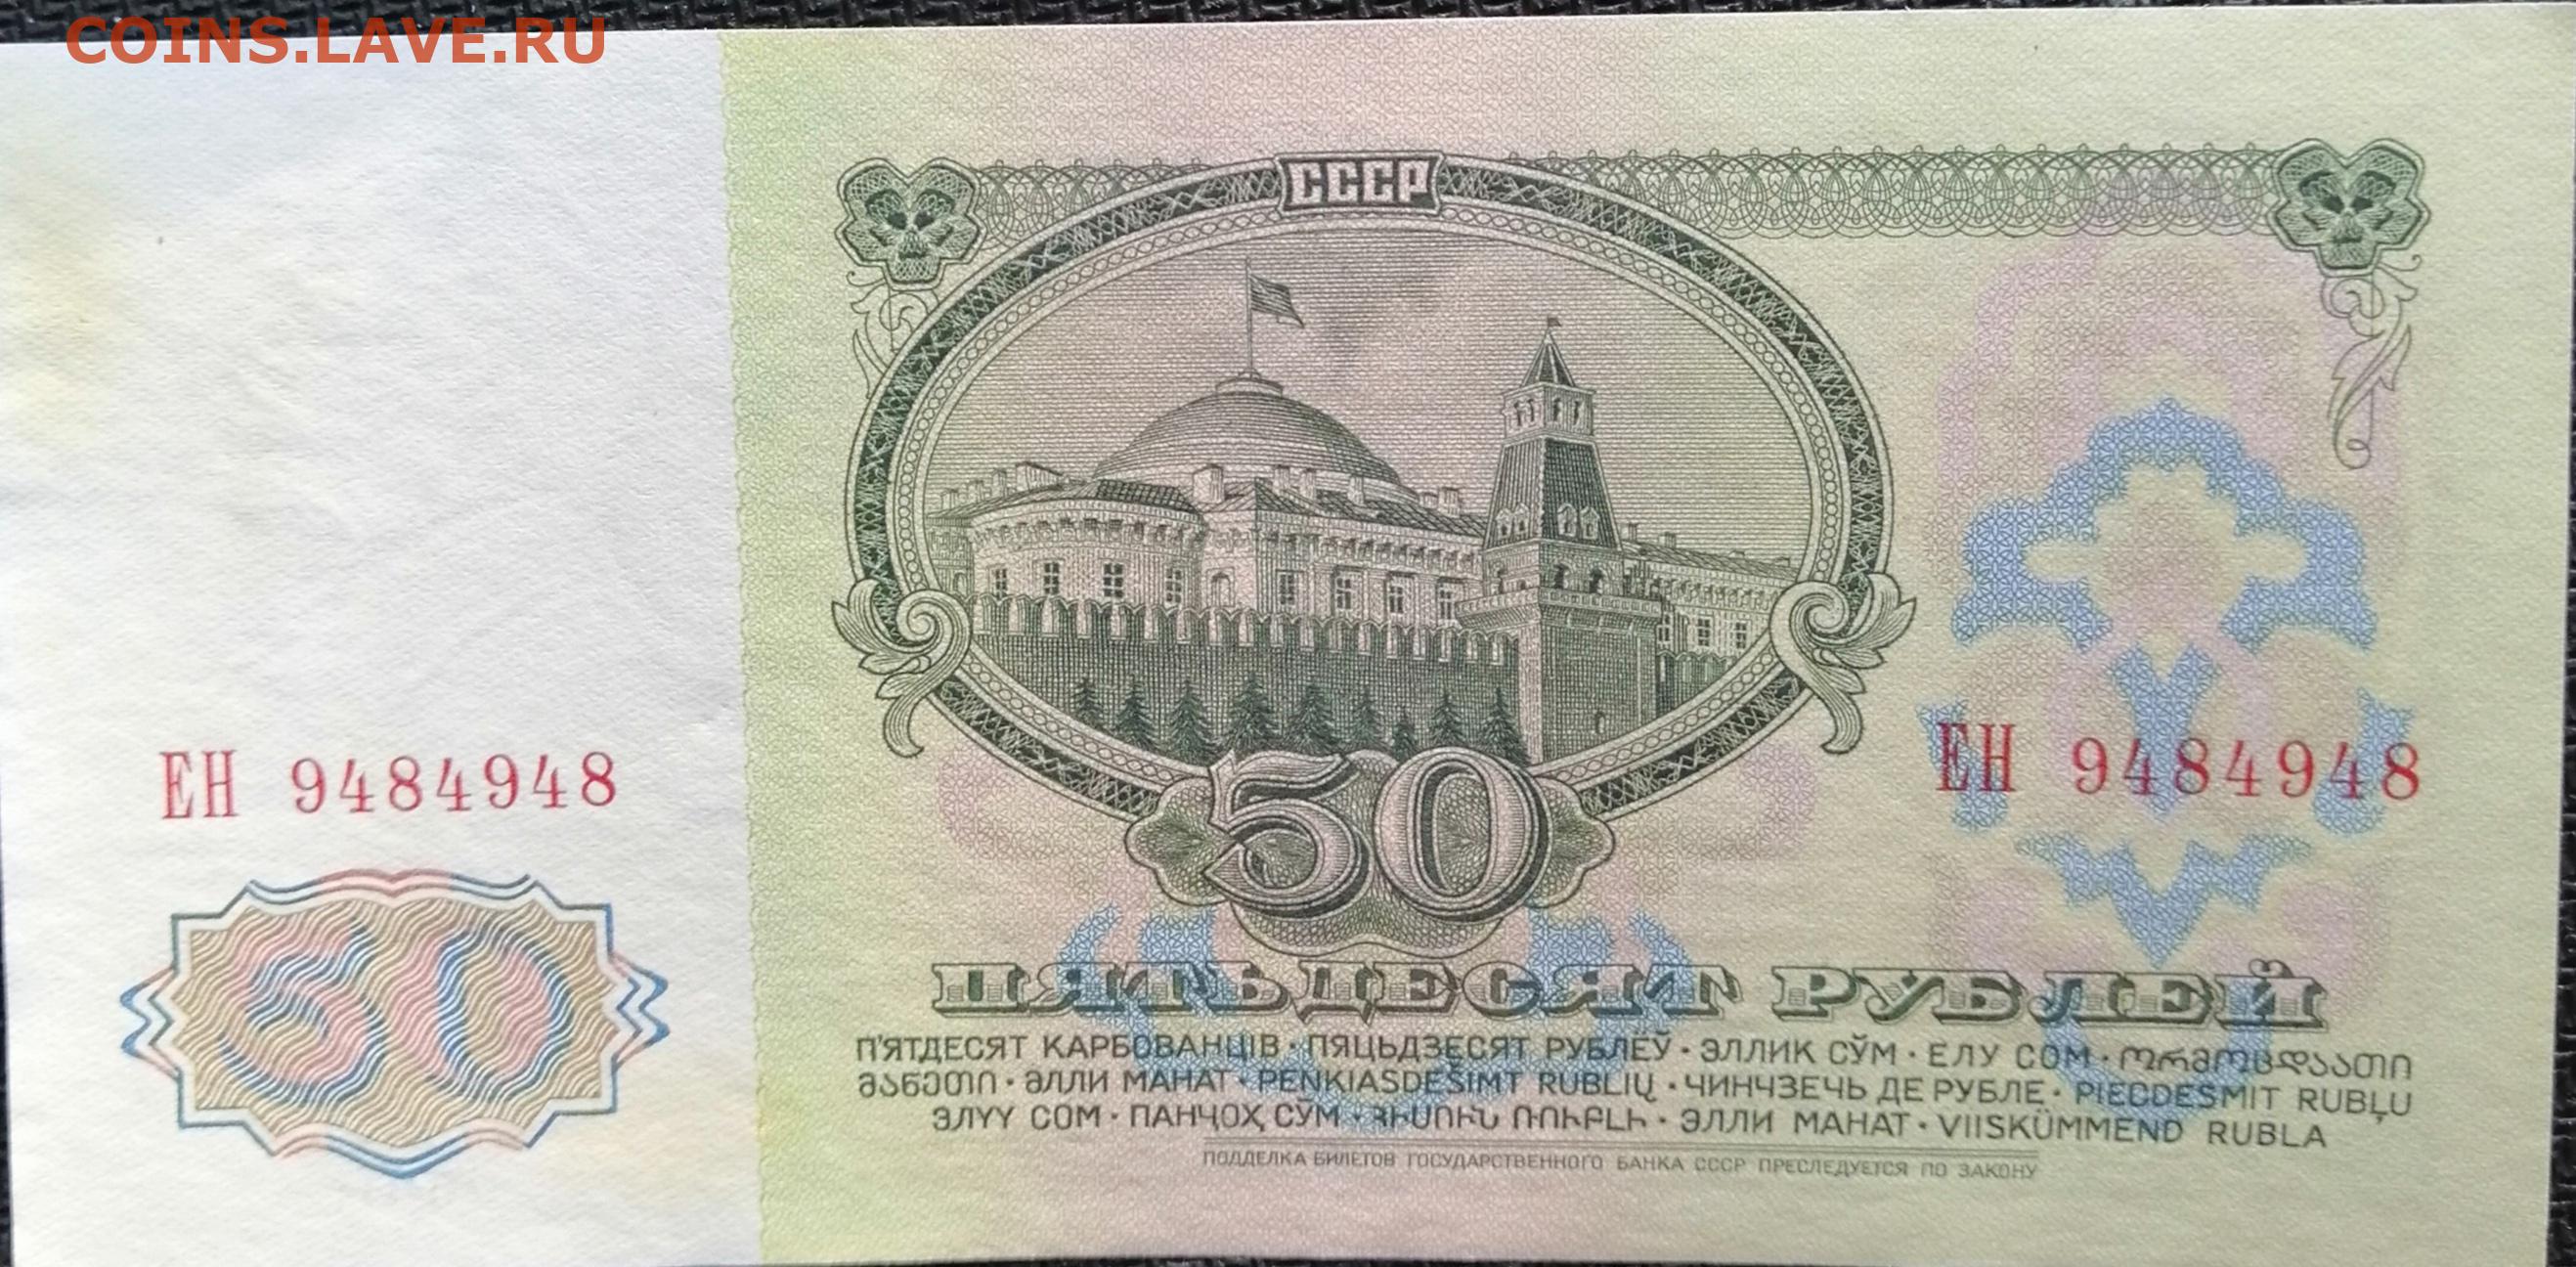 COINS.LAVE.RU
СССР
ЕН 9484948
ЕН 9484948
50
50
ПЯТЬДЕСЯТ РУБЛЕЙ
П'ЯТДЕСЯТ КАРБОВАНЦІВ · ПЯЦЬДЗЕСЯТ РУБЛЁЎ · ЭЛЛИК СЎМ · ЕЛУ СОМ · ᲝᲠᲛᲝᲪᲓᲐᲐᲗᲘ
ᲛᲐᲜᲔᲗᲘ · ӘЛЛИ МАНАТ · PENKIASDEŠIMT RUBLIŲ · ЧИНЧЗЕЧЬ ДЕ РУБЛЕ · PIECDESMIT RUBĻU
ЭЛҮҮ СОМ · ПАНҶОҲ СӮМ · ՀԻՍՈՒՆ ՌՈՒԲԼԻ · ЭЛЛИ МАНАТ · VIISKÜMMEND RUBLA
ПОДДЕЛКА БИЛЕТОВ ГОСУДАРСТВЕННОГО БАНКА СССР ПРЕСЛЕДУЕТСЯ ПО ЗАКОНУ